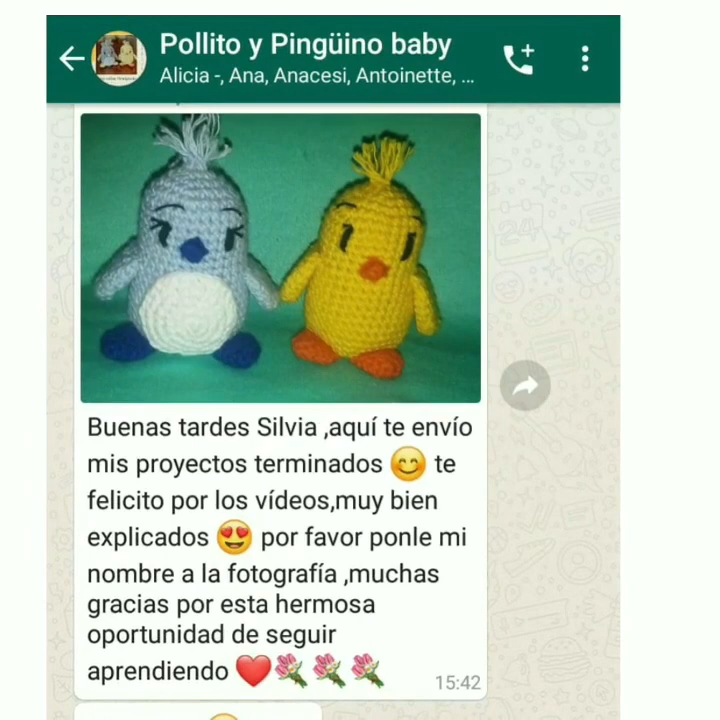 Pollito y Pingüino baby
Alicia -, Ana, Anacesi, Antoinette, ...
Buenas tardes Silvia ,aquí te envío
mis proyectos terminados 😊 te
felicito por los vídeos,muy bien
explicados 😍 por favor ponle mi
nombre a la fotografía ,muchas
gracias por esta hermosa
oportunidad de seguir
aprendiendo ❤️💐💐💐
15:42